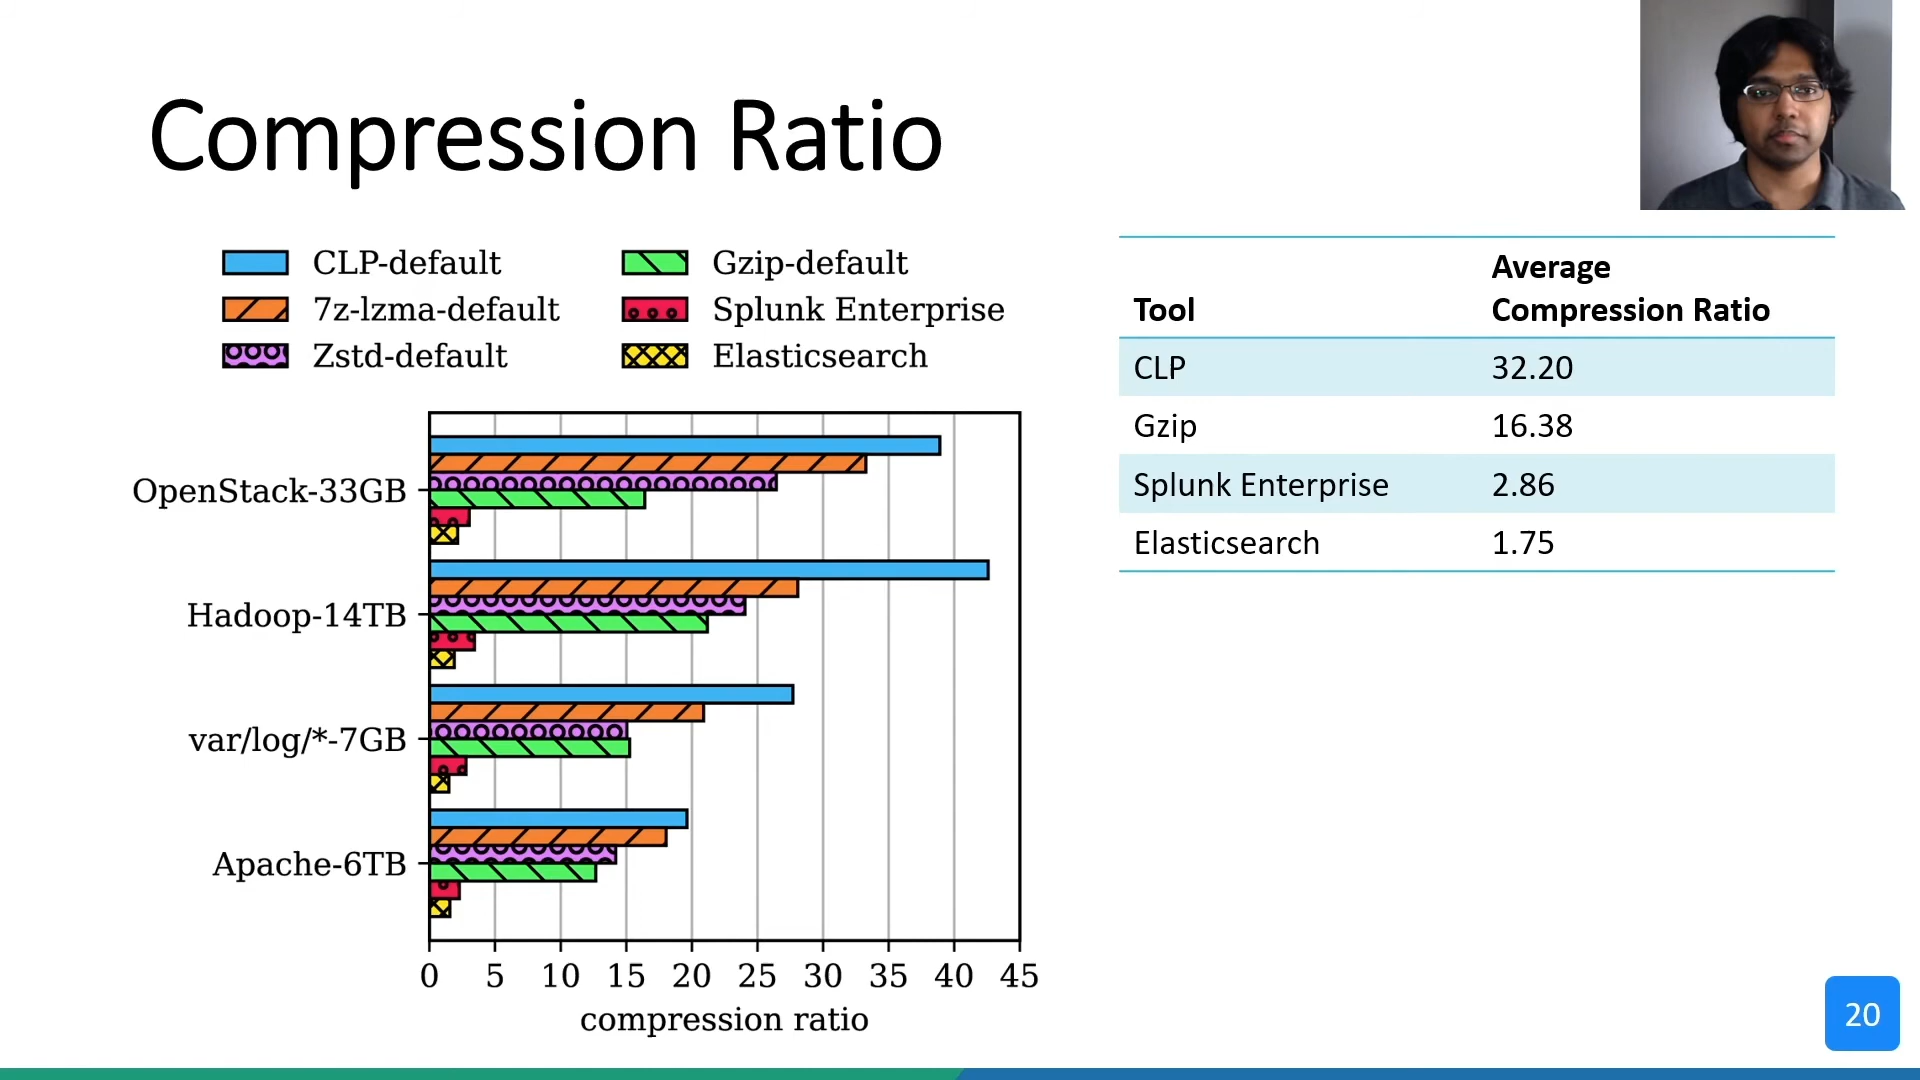 Compression Ratio
CLP-default
7z-lzma-default
Zstd-default
Gzip-default
Splunk Enterprise
Elasticsearch
OpenStack-33GB
Hadoop-14TB
var/log/*-7GB
Apache-6TB
0 5 10 15 20 25 30 35 40 45
compression ratio
Tool Average Compression Ratio
CLP 32.20
Gzip 16.38
Splunk Enterprise 2.86
Elasticsearch 1.75
20